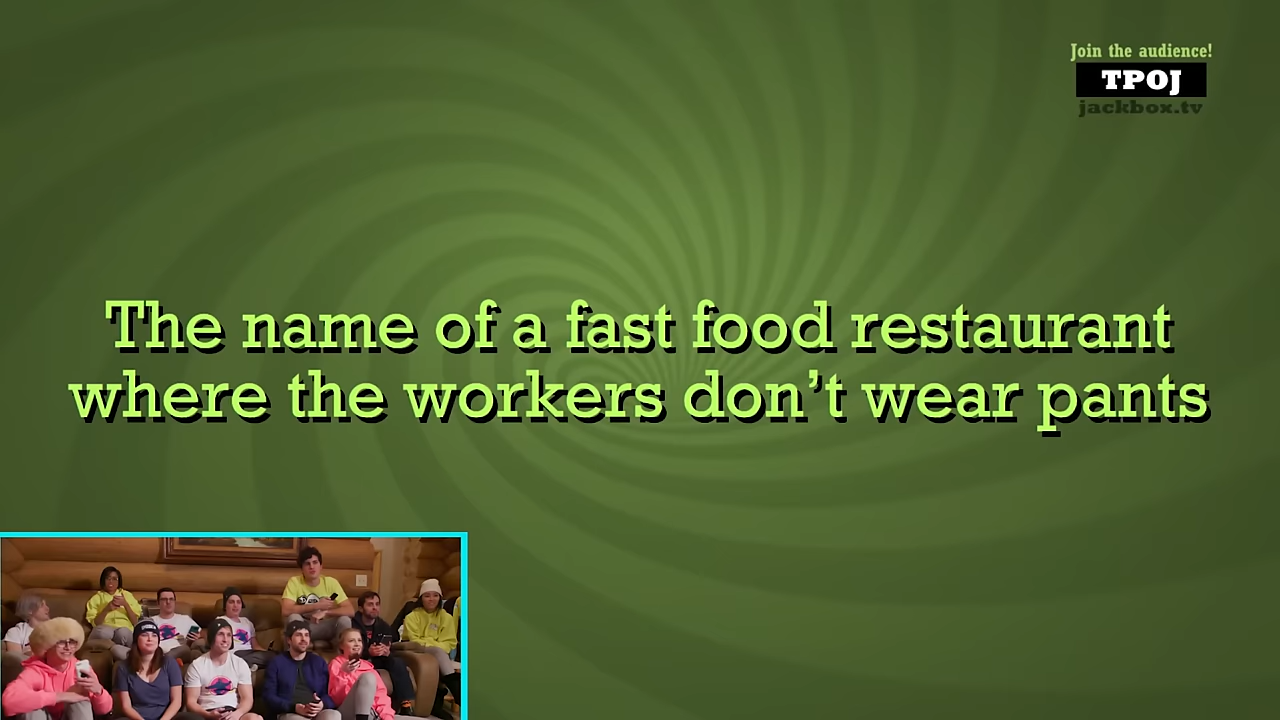 Join the audience!
TPOJ
jackbox.tv
The name of a fast food restaurant
where the workers don’t wear pants